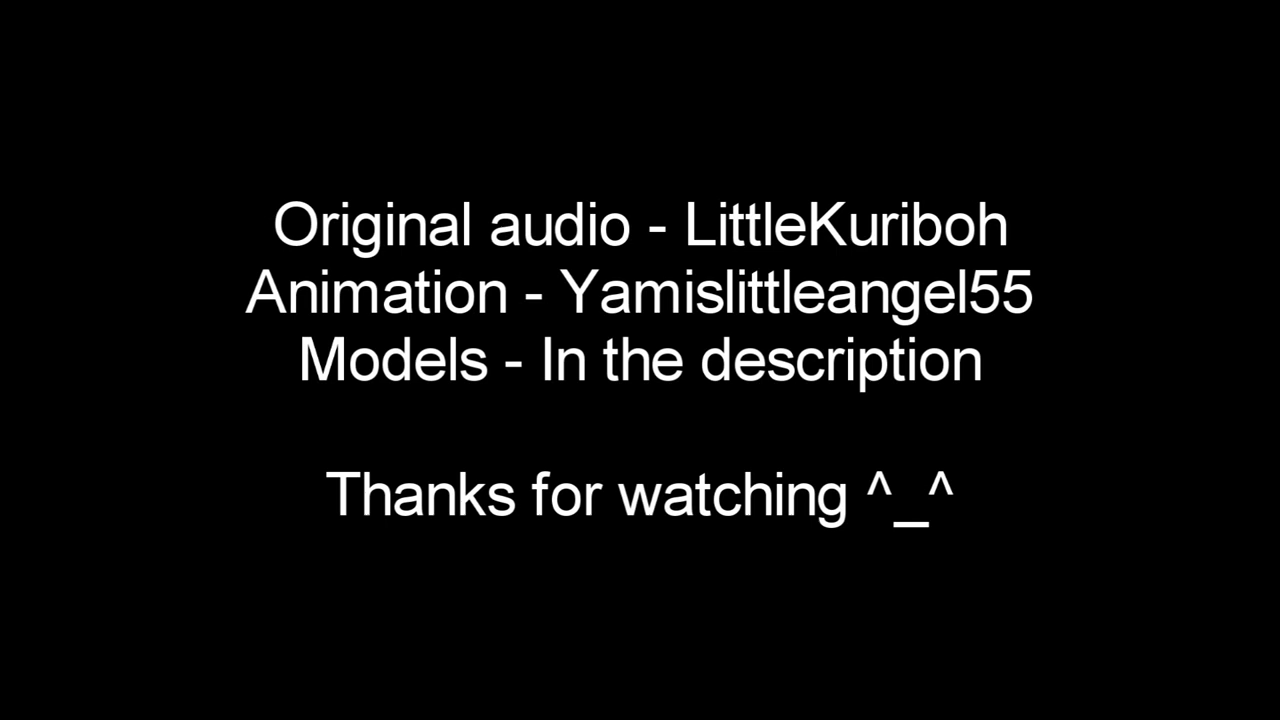 Original audio - LittleKuriboh
Animation - Yamislittleangel55
Models - In the description
Thanks for watching ^_^